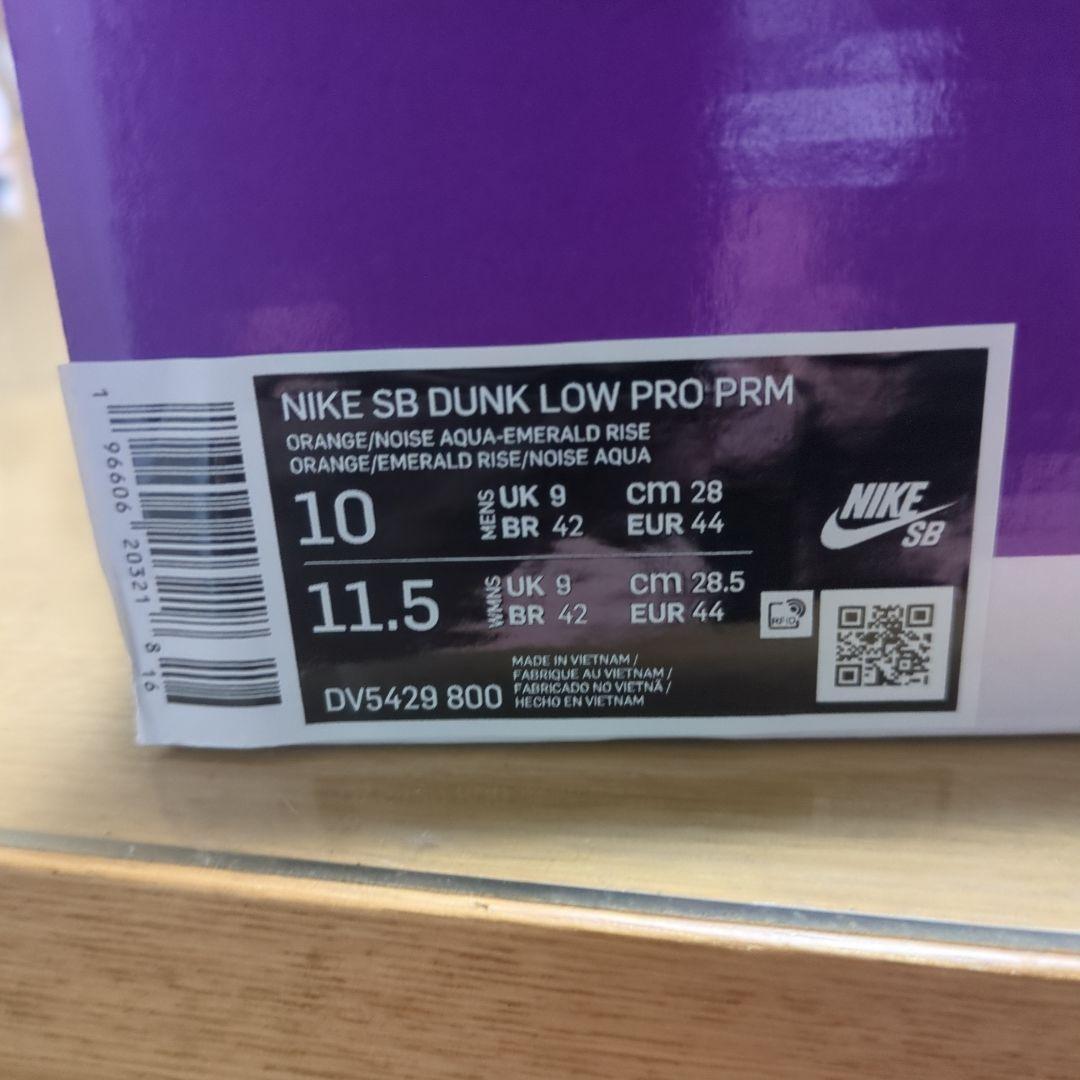 NIKE SB DUNK LOW PRO PRM
ORANGE/NOISE AQUA-EMERALD RISE
ORANGE/EMERALD RISE/NOISE AQUA
10 MENS UK 9 cm 28
BR 42 EUR 44
11.5 WMNS UK 9 cm 28.5
BR 42 EUR 44
DV5429 800
MADE IN VIETNAM /
FABRIQUE AU VIETNAM /
FABRICADO NO VIETNÃ /
HECHO EN VIETNAM
NIKE
SB
RFID
1 96606 20321 8 16